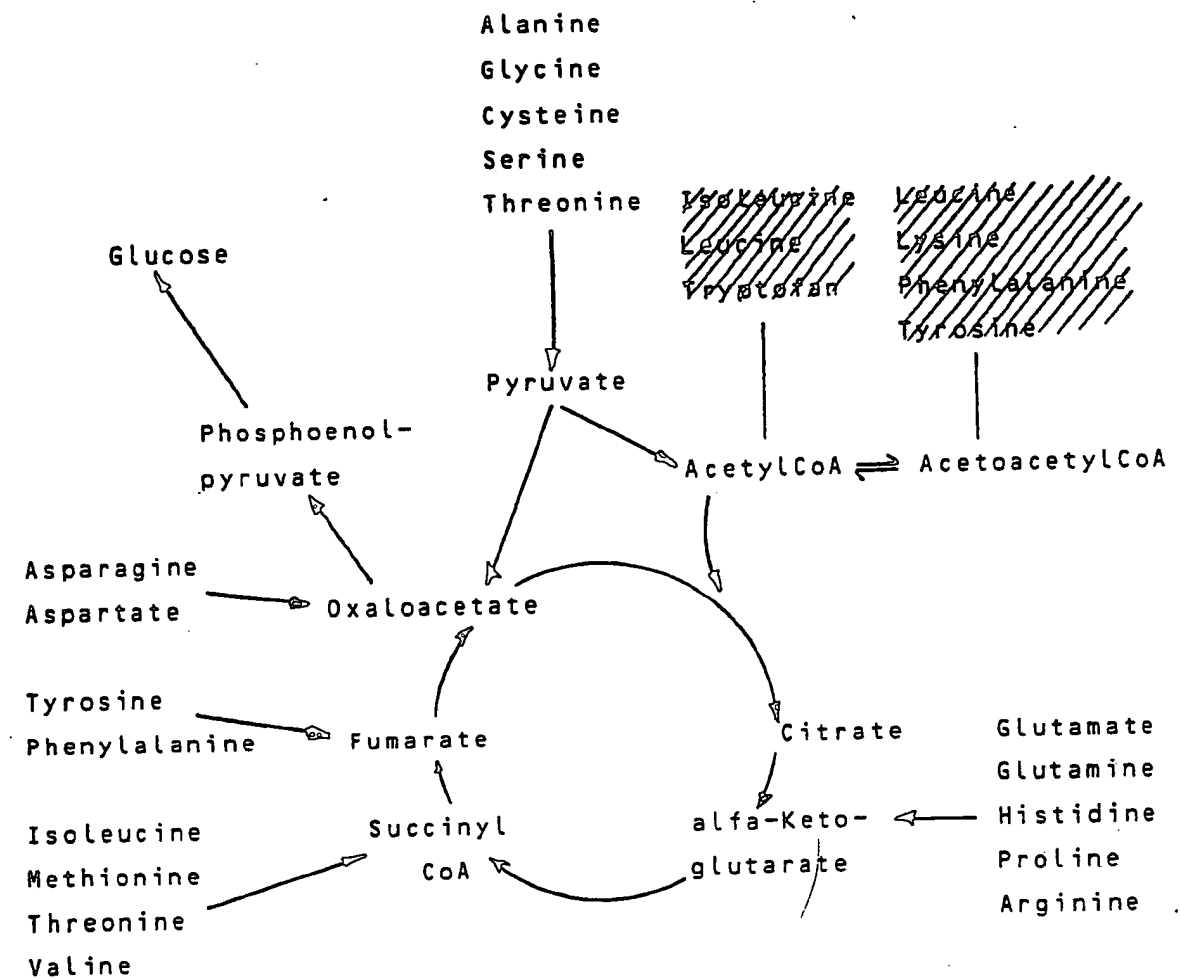 Alanine
Glycine
Cysteine
Serine
Threonine
Isoleucine
Leucine
Tryptofan
Leucine
Lysine
Phenylalanine
Tyrosine
Glucose
Pyruvate
Phosphoenol-
pyruvate
AcetylCoA
AcetoacetylCoA
Asparagine
Aspartate
Oxaloacetate
Tyrosine
Phenylalanine
Fumarate
Citrate
Glutamate
Glutamine
Histidine
Proline
Arginine
Isoleucine
Methionine
Threonine
Valine
Succinyl
CoA
alfa-Keto-
glutarate